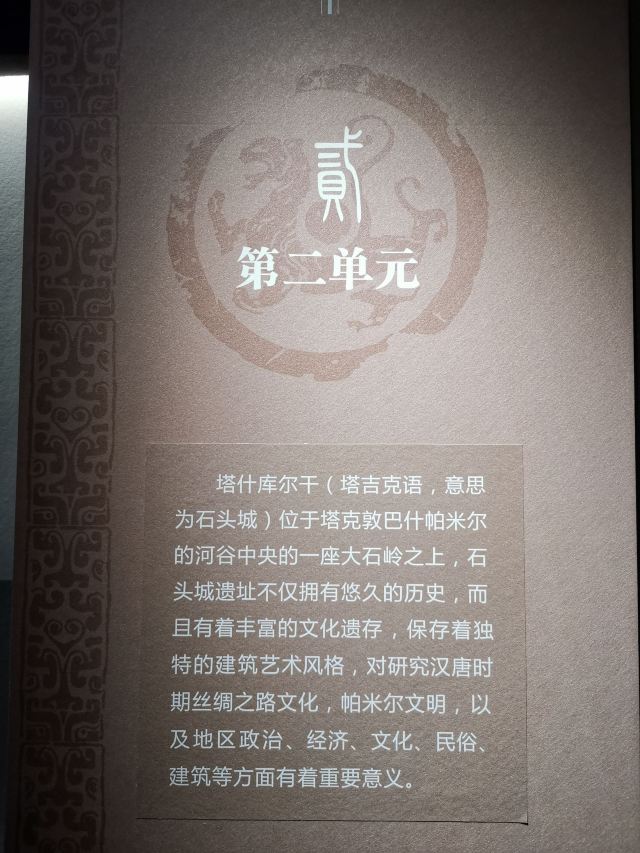 貳
第二单元
塔什库尔干（塔吉克语，意思
为石头城）位于塔克敦巴什帕米尔
的河谷中央的一座大石岭之上，石
头城遗址不仅拥有悠久的历史，而
且有着丰富的文化遗存，保存着独
特的建筑艺术风格，对研究汉唐时
期丝绸之路文化，帕米尔文明，以
及地区政治、经济、文化、民俗、
建筑等方面有着重要意义。